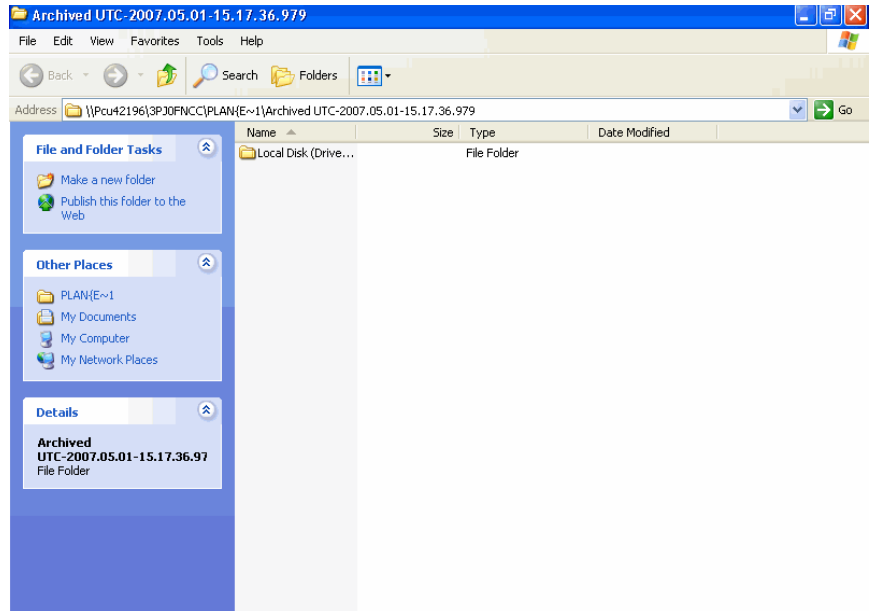 Archived UTC-2007.05.01-15.17.36.979
File Edit View Favorites Tools Help
Back Search Folders
Address \\Pcu42196\3PJ0FNCC\PLAN{E~1\Archived UTC-2007.05.01-15.17.36.979 Go
Name Size Type Date Modified
Local Disk (Drive... File Folder
File and Folder Tasks
Make a new folder
Publish this folder to the
Web
Other Places
PLAN{E~1
My Documents
My Computer
My Network Places
Details
Archived
UTC-2007.05.01-15.17.36.97
File Folder